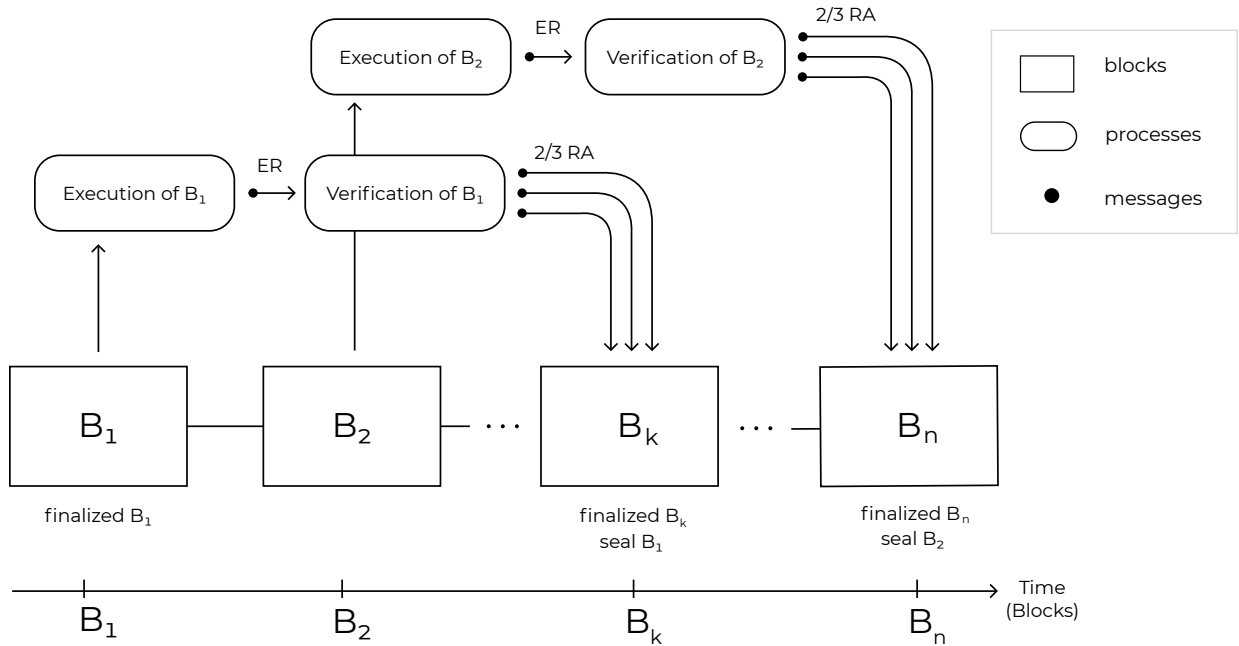 ER
2/3 RA
Execution of B₂
Verification of B₂
blocks
processes
messages
ER
2/3 RA
Execution of B₁
Verification of B₁
B₁
B₂
...
Bₖ
...
Bₙ
finalized B₁
finalized Bₖ
seal B₁
finalized Bₙ
seal B₂
Time
(Blocks)
B₁
B₂
Bₖ
Bₙ